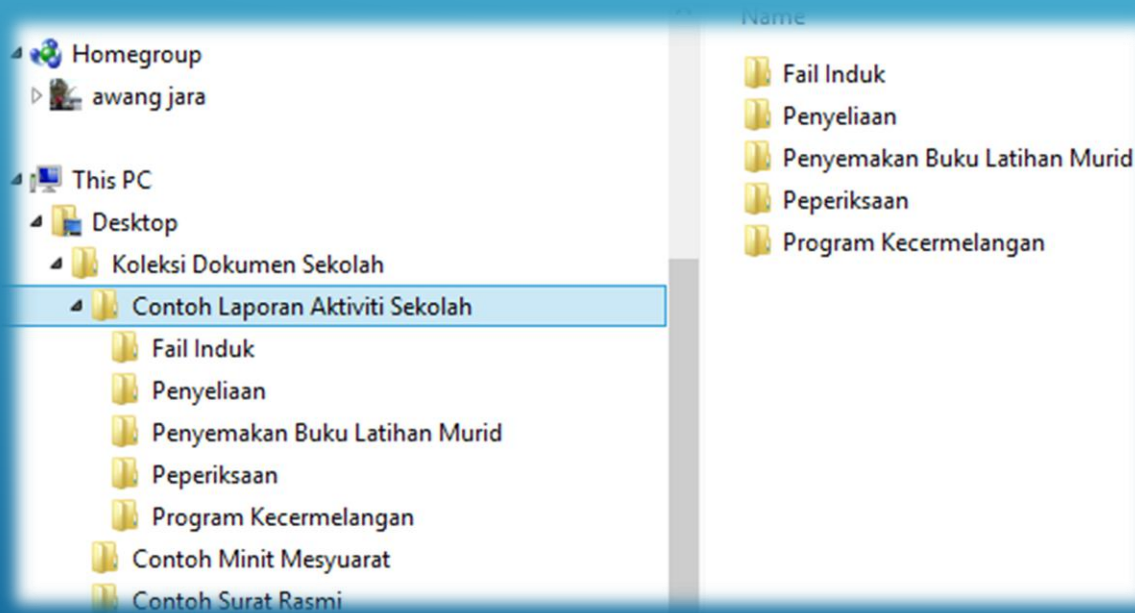 Homegroup
awang jara
This PC
Desktop
Koleksi Dokumen Sekolah
Contoh Laporan Aktiviti Sekolah
Fail Induk
Penyeliaan
Penyemakan Buku Latihan Murid
Peperiksaan
Program Kecermelangan
Contoh Minit Mesyuarat
Contoh Surat Rasmi
Name
Fail Induk
Penyeliaan
Penyemakan Buku Latihan Murid
Peperiksaan
Program Kecermelangan